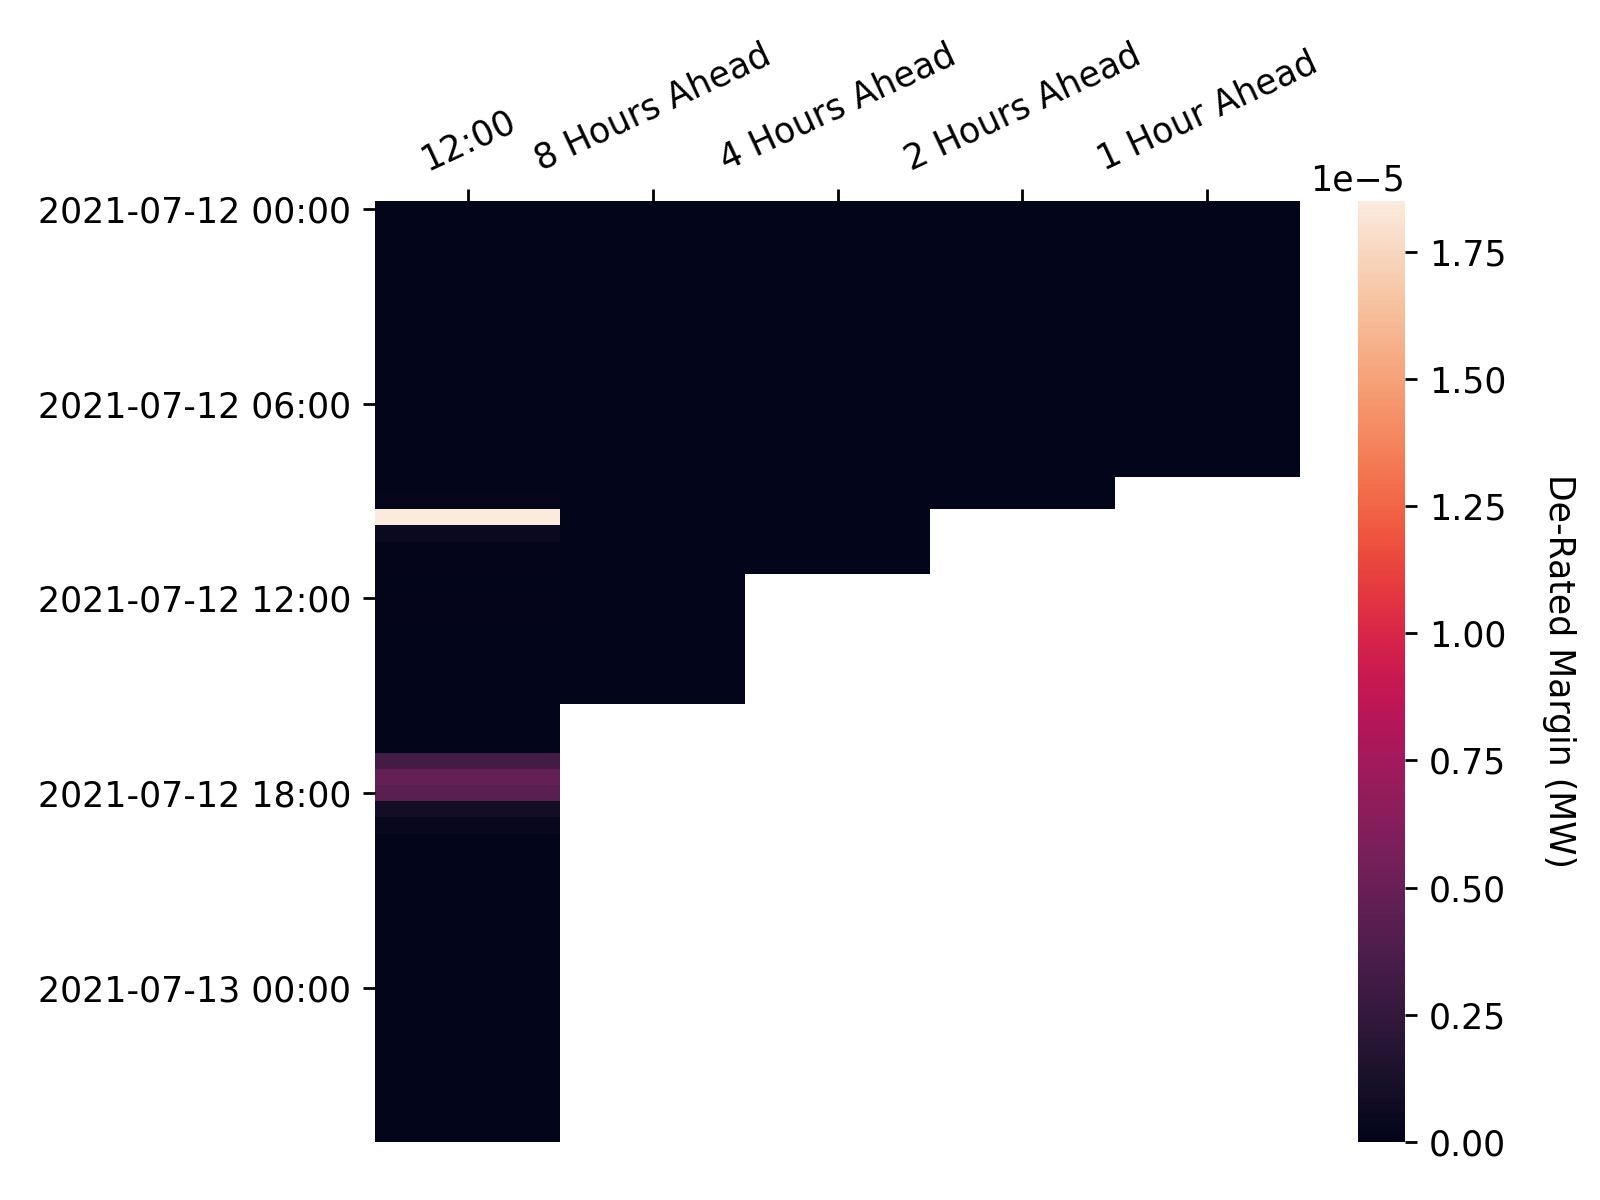 12:00
8 Hours Ahead
4 Hours Ahead
2 Hours Ahead
1 Hour Ahead
1e−5
2021-07-12 00:00
2021-07-12 06:00
2021-07-12 12:00
2021-07-12 18:00
2021-07-13 00:00
1.75
1.50
1.25
1.00
0.75
0.50
0.25
0.00
De-Rated Margin (MW)